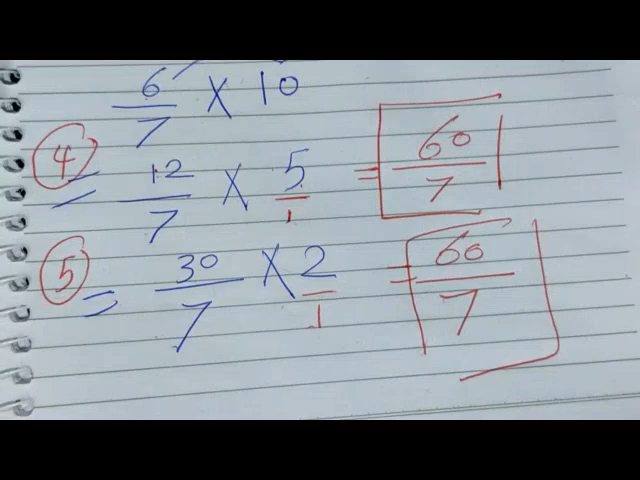 6/7 × 10
④ = 12/7 × 5/1 = 60/7
⑤ = 30/7 × 2/1 = 60/7